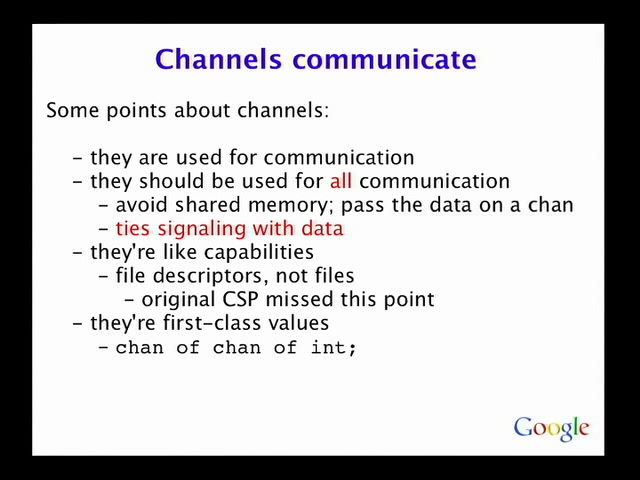 Channels communicate
Some points about channels:
– they are used for communication
– they should be used for all communication
– avoid shared memory; pass the data on a chan
– ties signaling with data
– they're like capabilities
– file descriptors, not files
– original CSP missed this point
– they're first-class values
– chan of chan of int;
Google